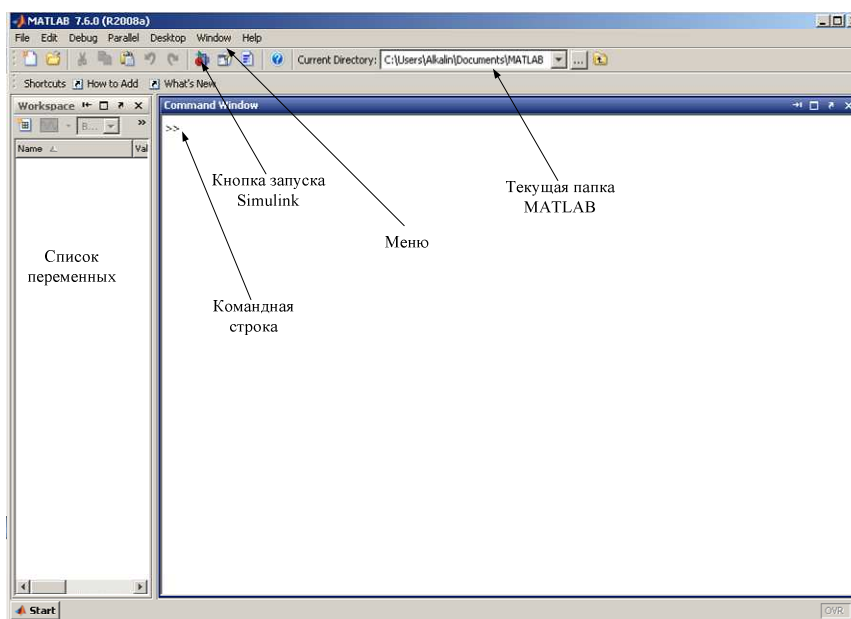 MATLAB 7.6.0 (R2008a)
File Edit Debug Parallel Desktop Window Help
Current Directory: C:\Users\Alkalin\Documents\MATLAB ...
Shortcuts How to Add What's New
Workspace
Command Window
B...
>>
Name
Val
Кнопка запуска
Simulink
Текущая папка
MATLAB
Меню
Список
переменных
Командная
строка
Start
OVR